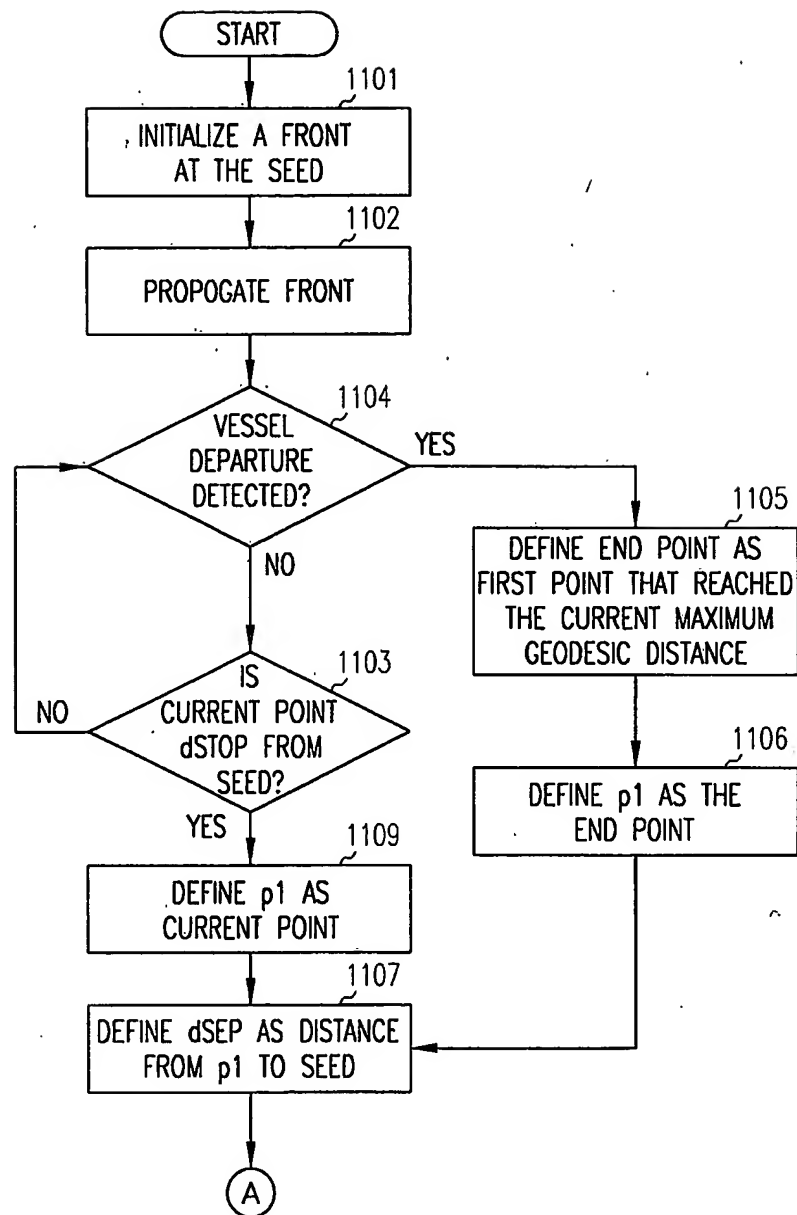 START
1101
INITIALIZE A FRONT
AT THE SEED
1102
PROPOGATE FRONT
1104
VESSEL
DEPARTURE
DETECTED?
YES
NO
1105
DEFINE END POINT AS
FIRST POINT THAT REACHED
THE CURRENT MAXIMUM
GEODESIC DISTANCE
1103
IS
CURRENT POINT
dSTOP FROM
SEED?
NO
YES
1106
DEFINE p1 AS THE
END POINT
1109
DEFINE p1 AS
CURRENT POINT
1107
DEFINE dSEP AS DISTANCE
FROM p1 TO SEED
A